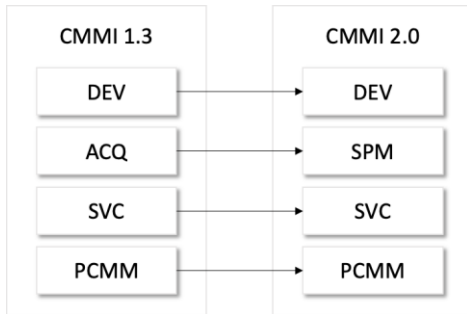 CMMI 1.3
CMMI 2.0
DEV
DEV
ACQ
SPM
SVC
SVC
PCMM
PCMM